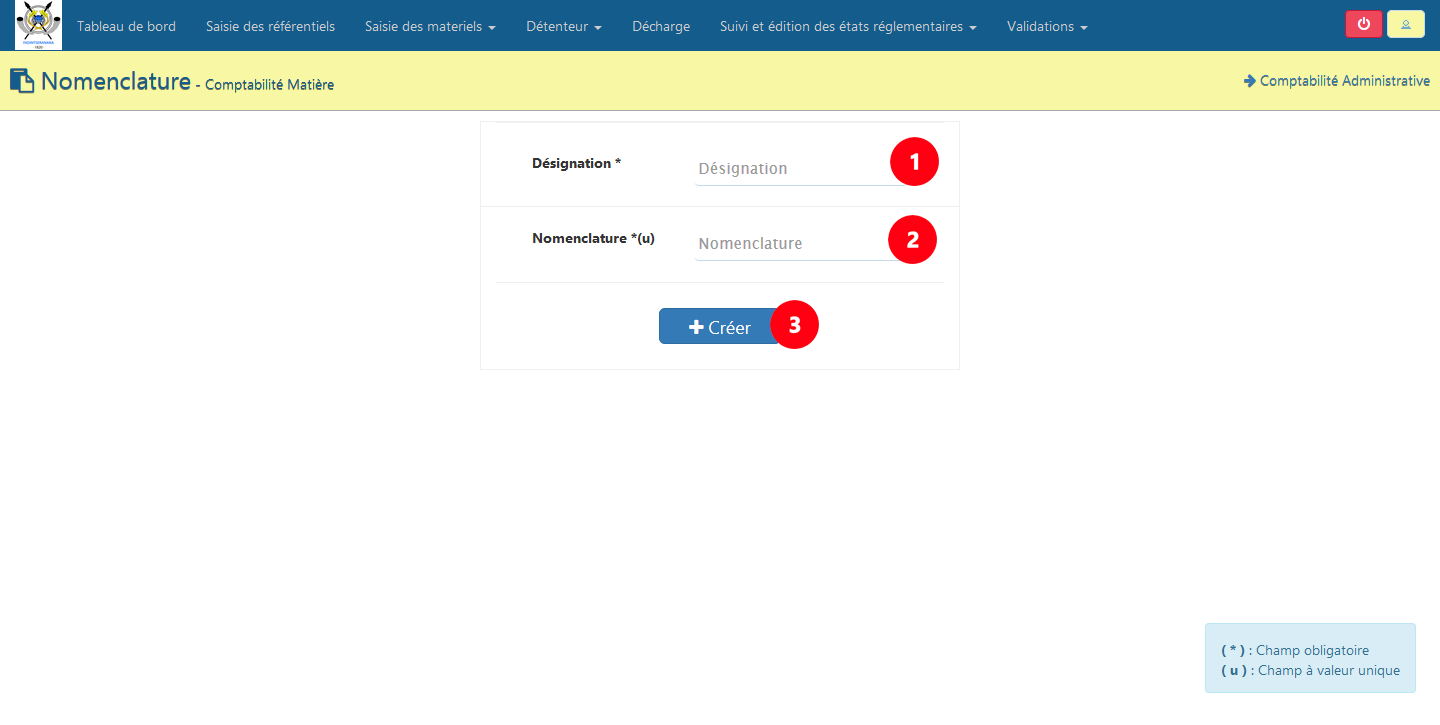 Tableau de bord Saisie des référentiels Saisie des materiels Détenteur Décharge Suivi et édition des états réglementaires Validations
Nomenclature - Comptabilité Matière
Comptabilité Administrative
Désignation * Désignation 1
Nomenclature *(u) Nomenclature 2
Créer 3
( * ) : Champ obligatoire
( u ) : Champ à valeur unique